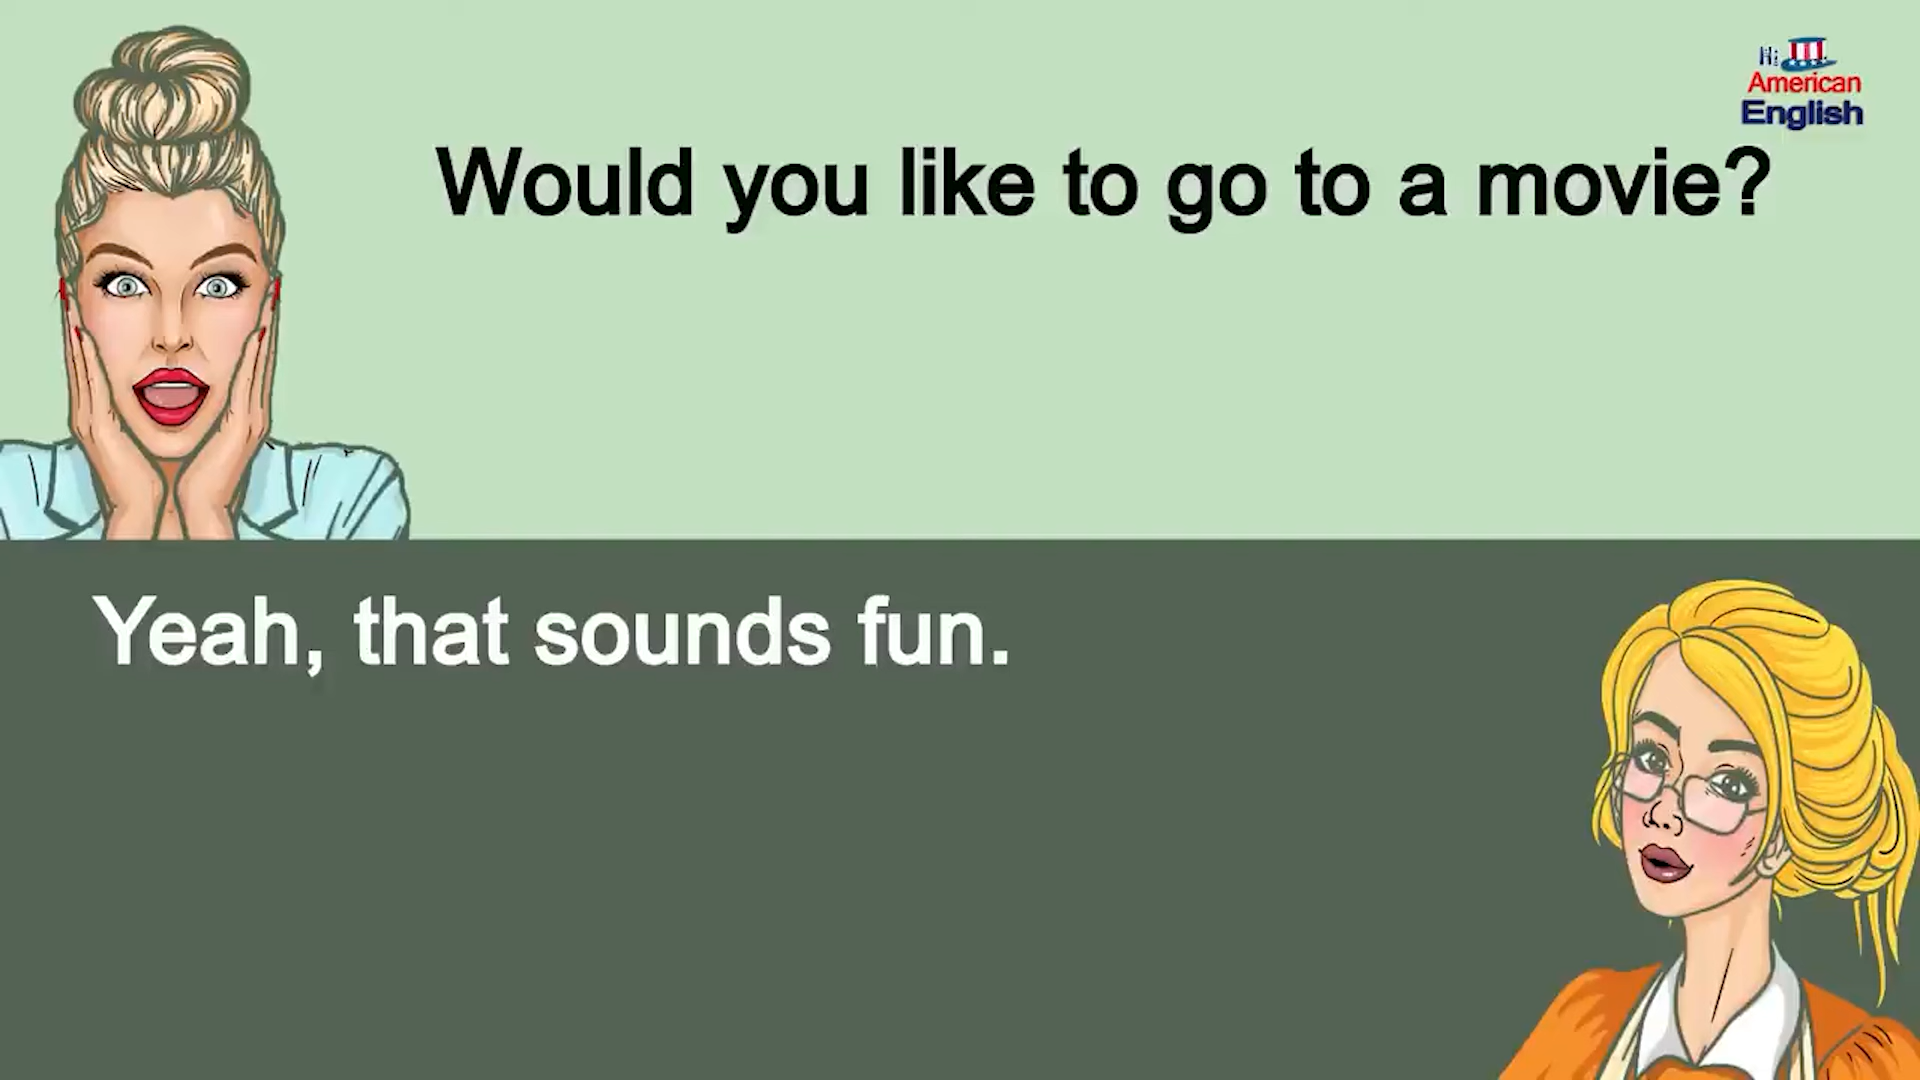 Hi
American
English
Would you like to go to a movie?
Yeah, that sounds fun.